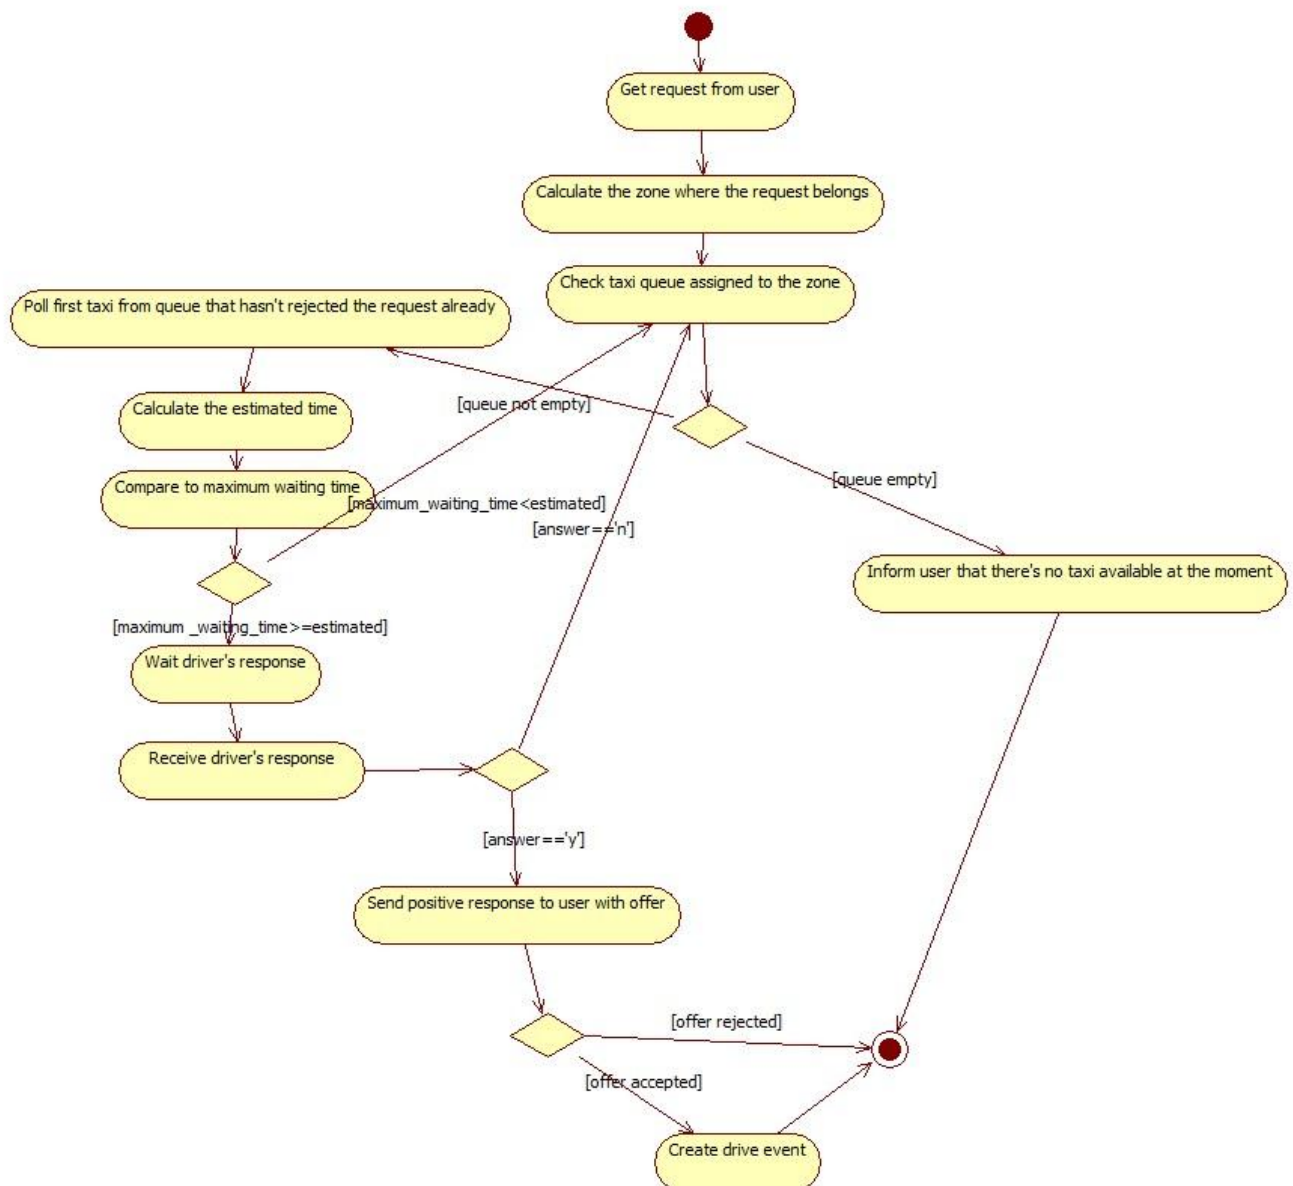 Get request from user
Calculate the zone where the request belongs
Check taxi queue assigned to the zone
Poll first taxi from queue that hasn't rejected the request already
Calculate the estimated time
[queue not empty]
[queue empty]
Compare to maximum waiting time
[maximum_waiting_time<estimated]
[answer=='n']
Inform user that there's no taxi available at the moment
[maximum _waiting_time>=estimated]
Wait driver's response
Receive driver's response
[answer=='y']
Send positive response to user with offer
[offer rejected]
[offer accepted]
Create drive event